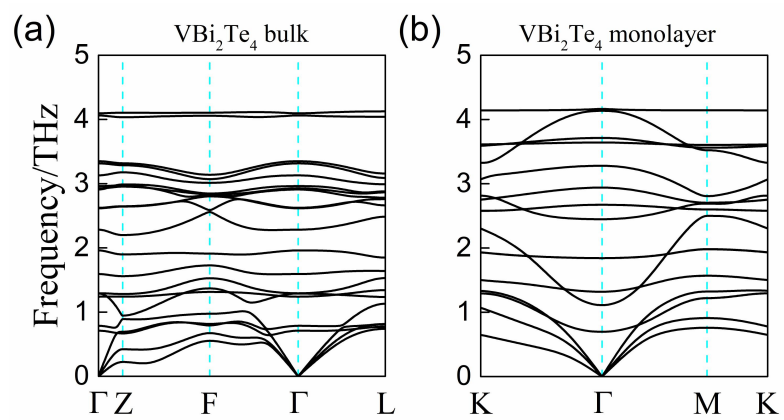 (a) VBi₂Te₄ bulk
(b) VBi₂Te₄ monolayer
Frequency/THz
5
4
3
2
1
0
Γ Z F Γ L
5
4
3
2
1
0
K Γ M K